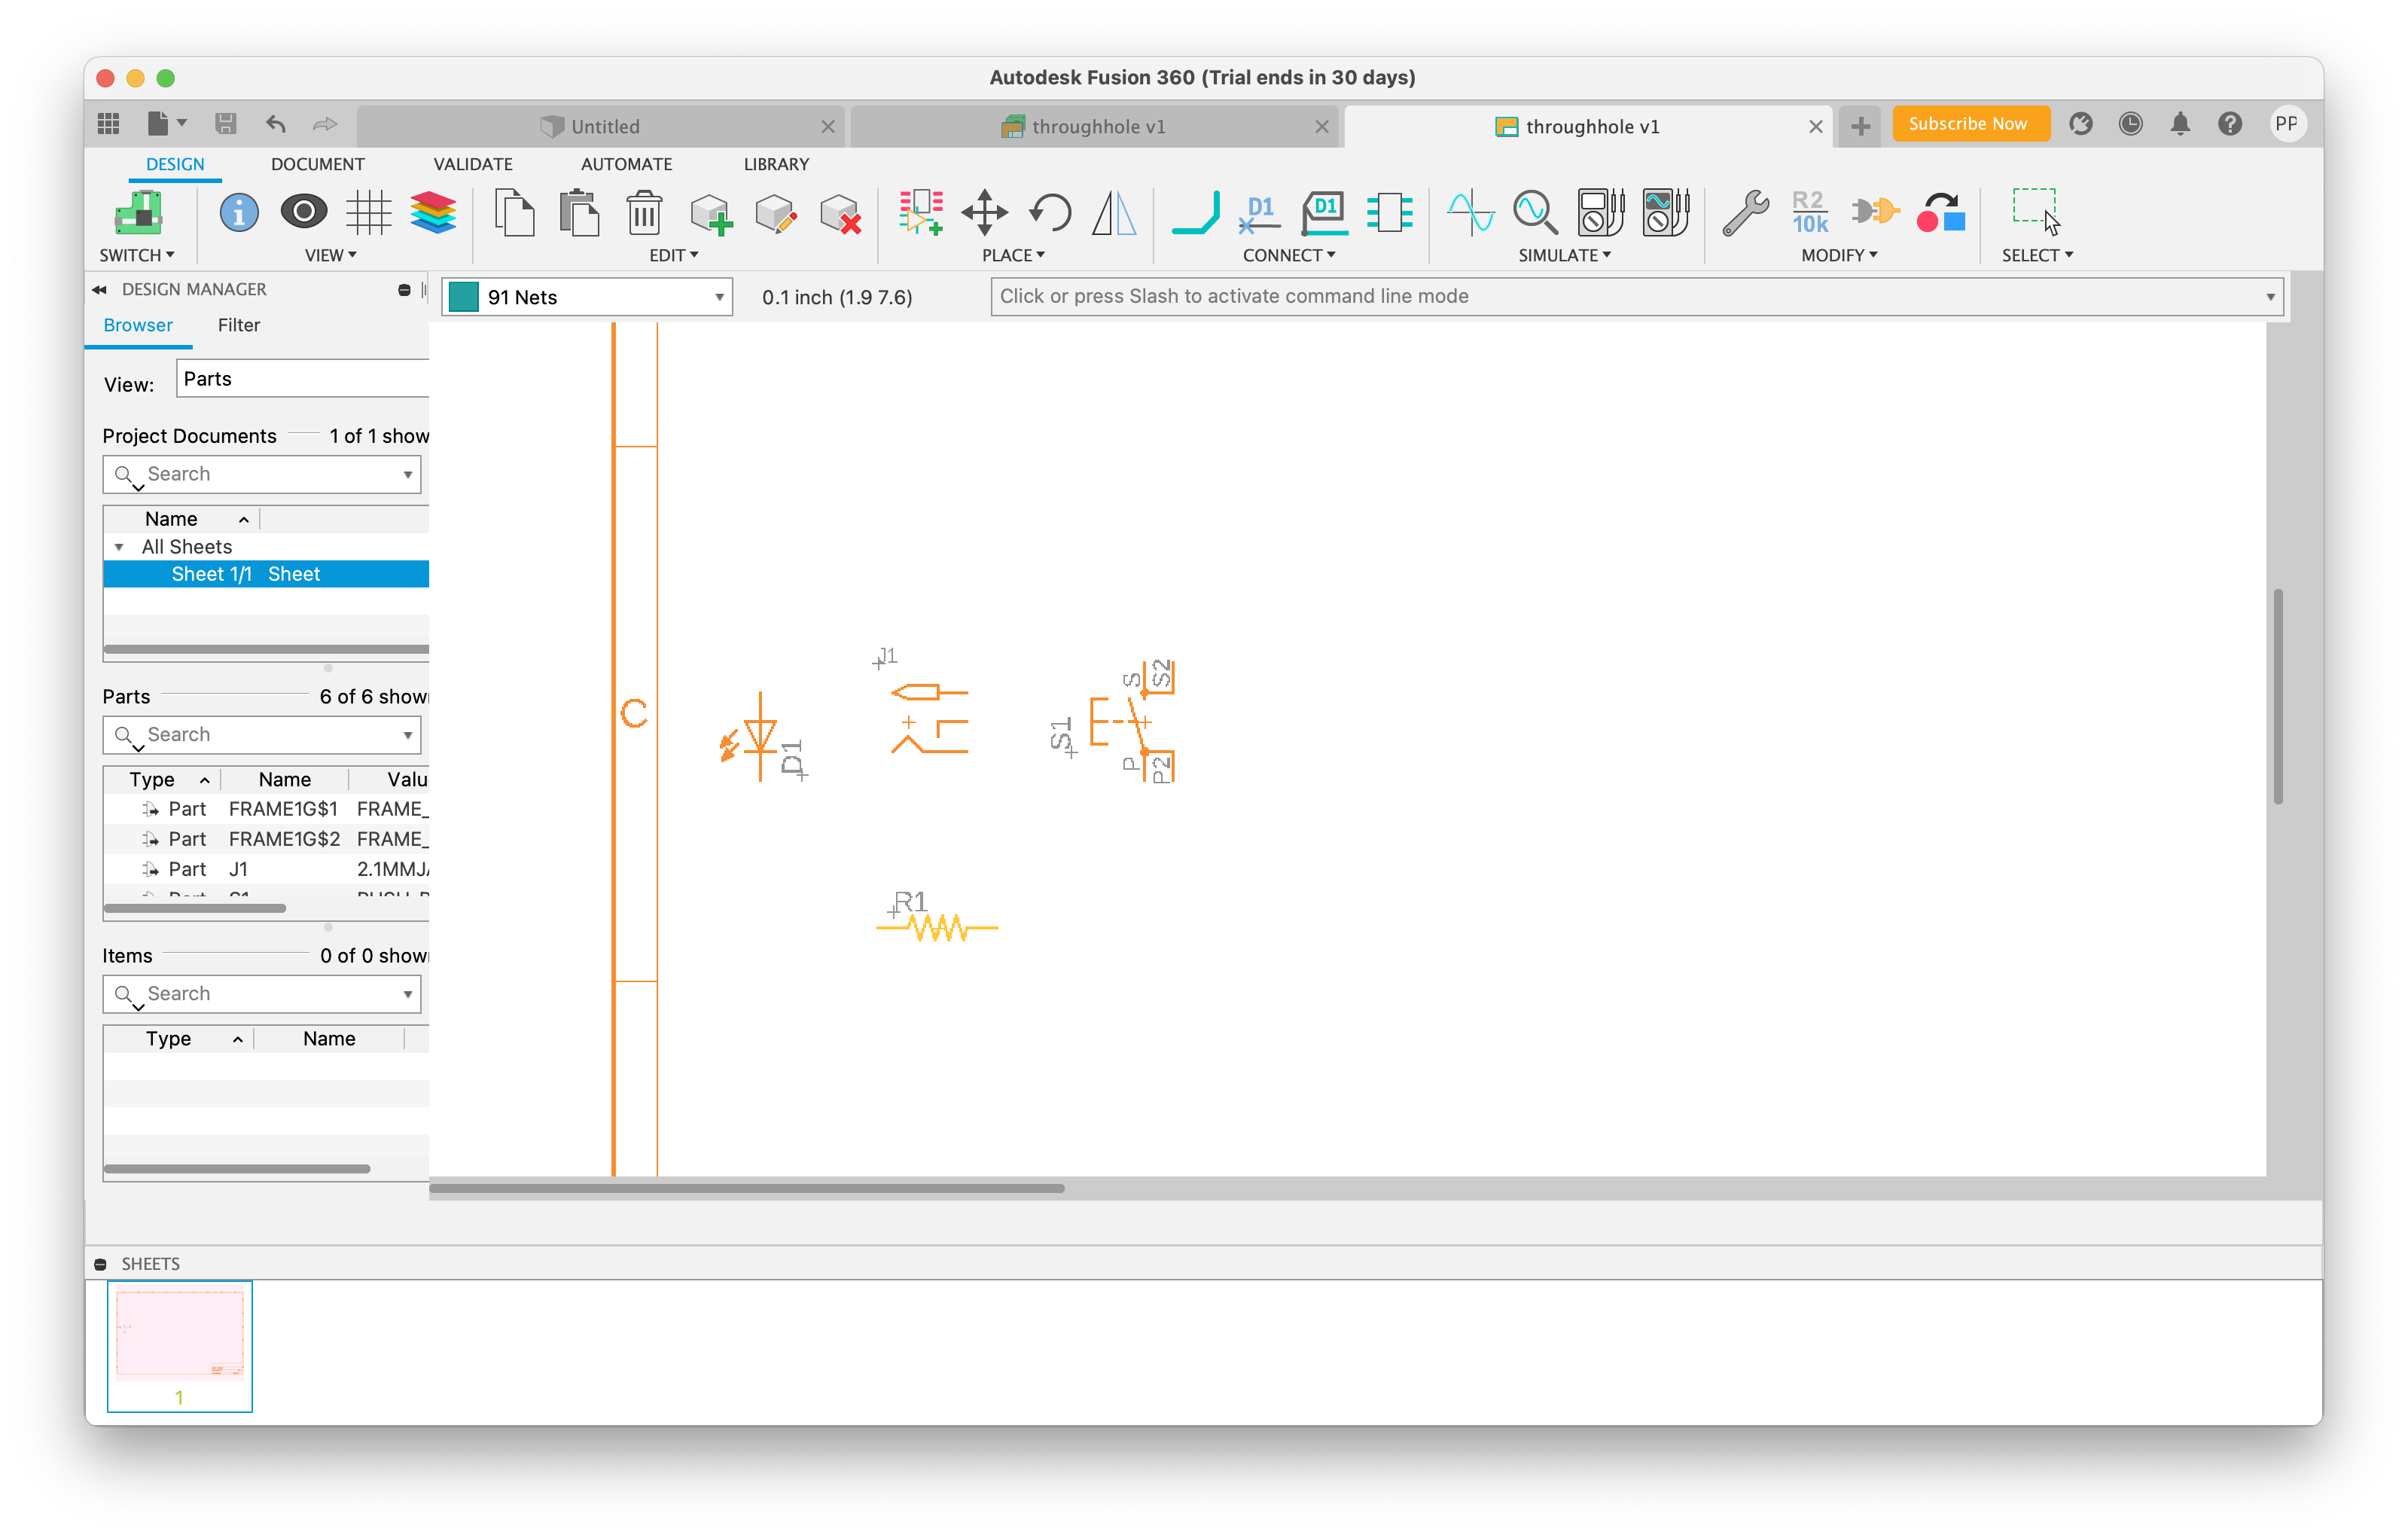 Autodesk Fusion 360 (Trial ends in 30 days)
Untitled
throughhole v1
throughhole v1
Subscribe Now
PP
DESIGN
DOCUMENT
VALIDATE
AUTOMATE
LIBRARY
D1
D1
R2
10k
SWITCH
VIEW
EDIT
PLACE
CONNECT
SIMULATE
MODIFY
SELECT
DESIGN MANAGER
91 Nets
0.1 inch (1.9 7.6)
Click or press Slash to activate command line mode
Browser
Filter
View:
Parts
Project Documents
1 of 1 show
Search
Name
All Sheets
Sheet 1/1
Sheet
Parts
6 of 6 show
Search
Type
Name
Valu
Part
FRAME1G$1
FRAME_
Part
FRAME1G$2
FRAME_
Part
J1
2.1MMJ
Items
0 of 0 show
Search
Type
Name
C
D1
J1
S1
S
S2
P
P2
R1
SHEETS
1